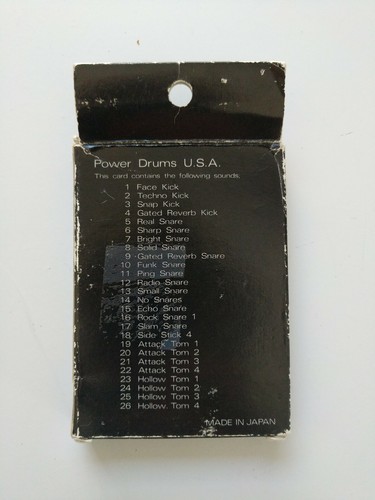 Power Drums U.S.A.
This card contains the following sounds;
1 Face Kick
2 Techno Kick
3 Snap Kick
4 Gated Reverb Kick
5 Real Snare
6 Sharp Snare
7 Bright Snare
8 Solid Snare
9 Gated Reverb Snare
10 Funk Snare
11 Ping Snare
12 Radio Snare
13 Small Snare
14 No Snares
15 Echo Snare
16 Rock Snare 1
17 Slam Snare
18 Side Stick 4
19 Attack Tom 1
20 Attack Tom 2
21 Attack Tom 3
22 Attack Tom 4
23 Hollow Tom 1
24 Hollow Tom 2
25 Hollow Tom 3
26 Hollow Tom 4
MADE IN JAPAN